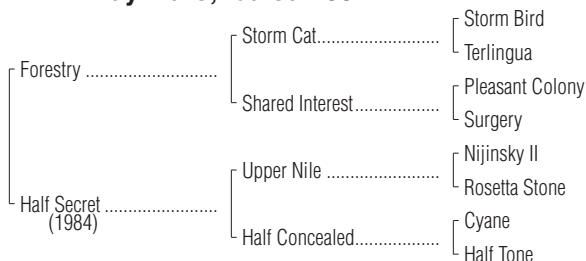 Storm Bird
Storm Cat
Terlingua
Forestry
Pleasant Colony
Shared Interest
Surgery
Nijinsky II
Upper Nile
Rosetta Stone
Half Secret
(1984)
Cyane
Half Concealed
Half Tone